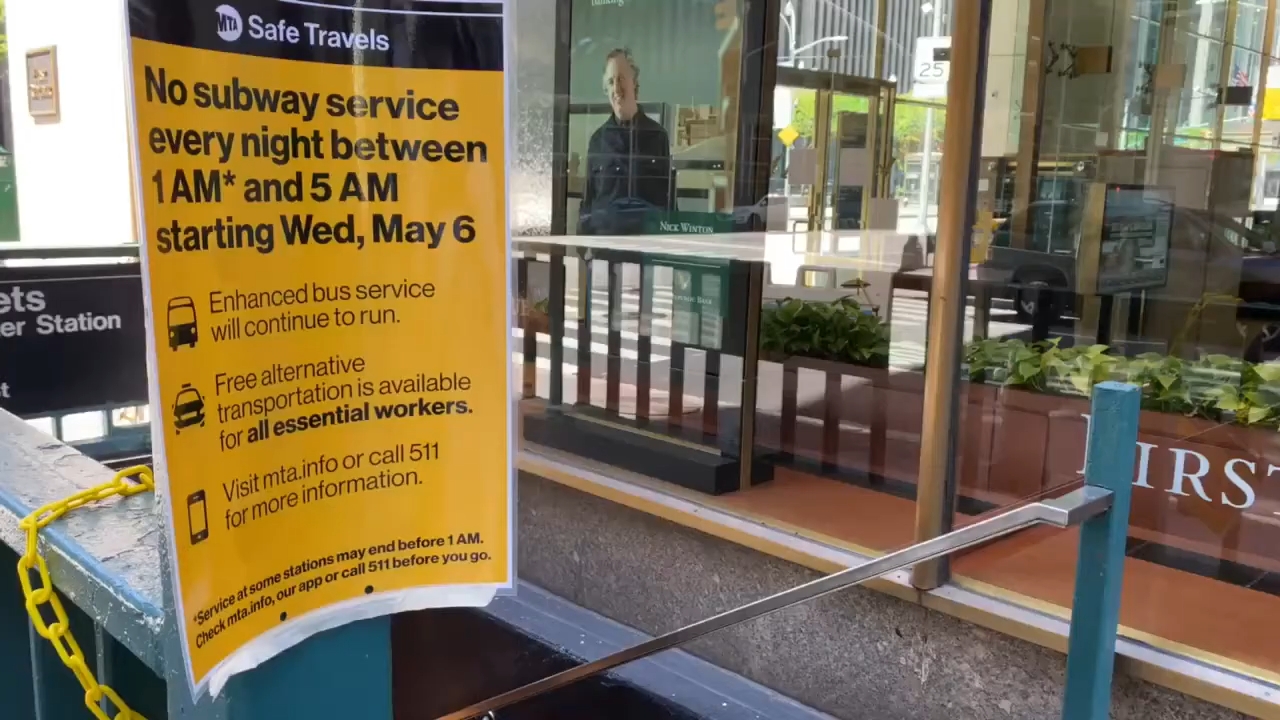 MTA Safe Travels
No subway service
every night between
1 AM* and 5 AM
starting Wed, May 6
Enhanced bus service
will continue to run.
Free alternative
transportation is available
for all essential workers.
Visit mta.info or call 511
for more information.
*Service at some stations may end before 1 AM.
Check mta.info, our app or call 511 before you go.
ets
er Station
Nick Winton
Bank
25
FIRST